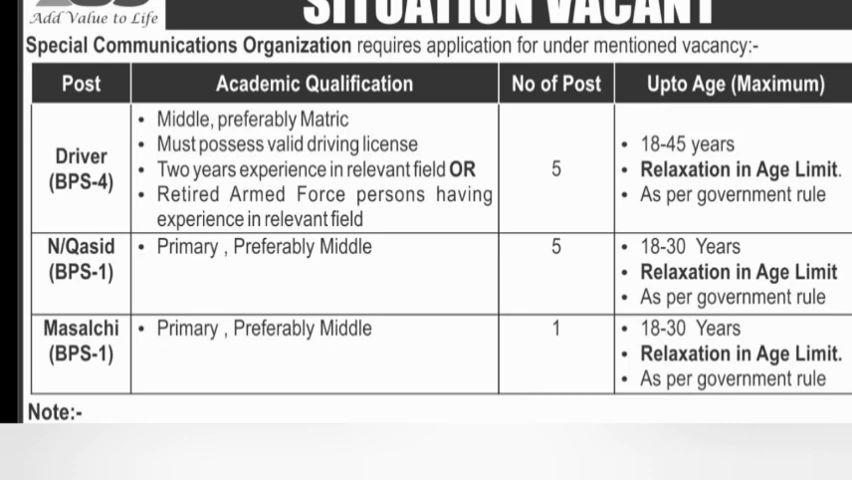 Add Value to Life
SITUATION VACANT
Special Communications Organization requires application for under mentioned vacancy:-
Post Academic Qualification No of Post Upto Age (Maximum)
Driver
(BPS-4)
• Middle, preferably Matric
• Must possess valid driving license
• Two years experience in relevant field OR
• Retired Armed Force persons having
experience in relevant field
5
• 18-45 years
• Relaxation in Age Limit.
• As per government rule
N/Qasid
(BPS-1)
• Primary , Preferably Middle
5
• 18-30 Years
• Relaxation in Age Limit
• As per government rule
Masalchi
(BPS-1)
• Primary , Preferably Middle
1
• 18-30 Years
• Relaxation in Age Limit.
• As per government rule
Note:-